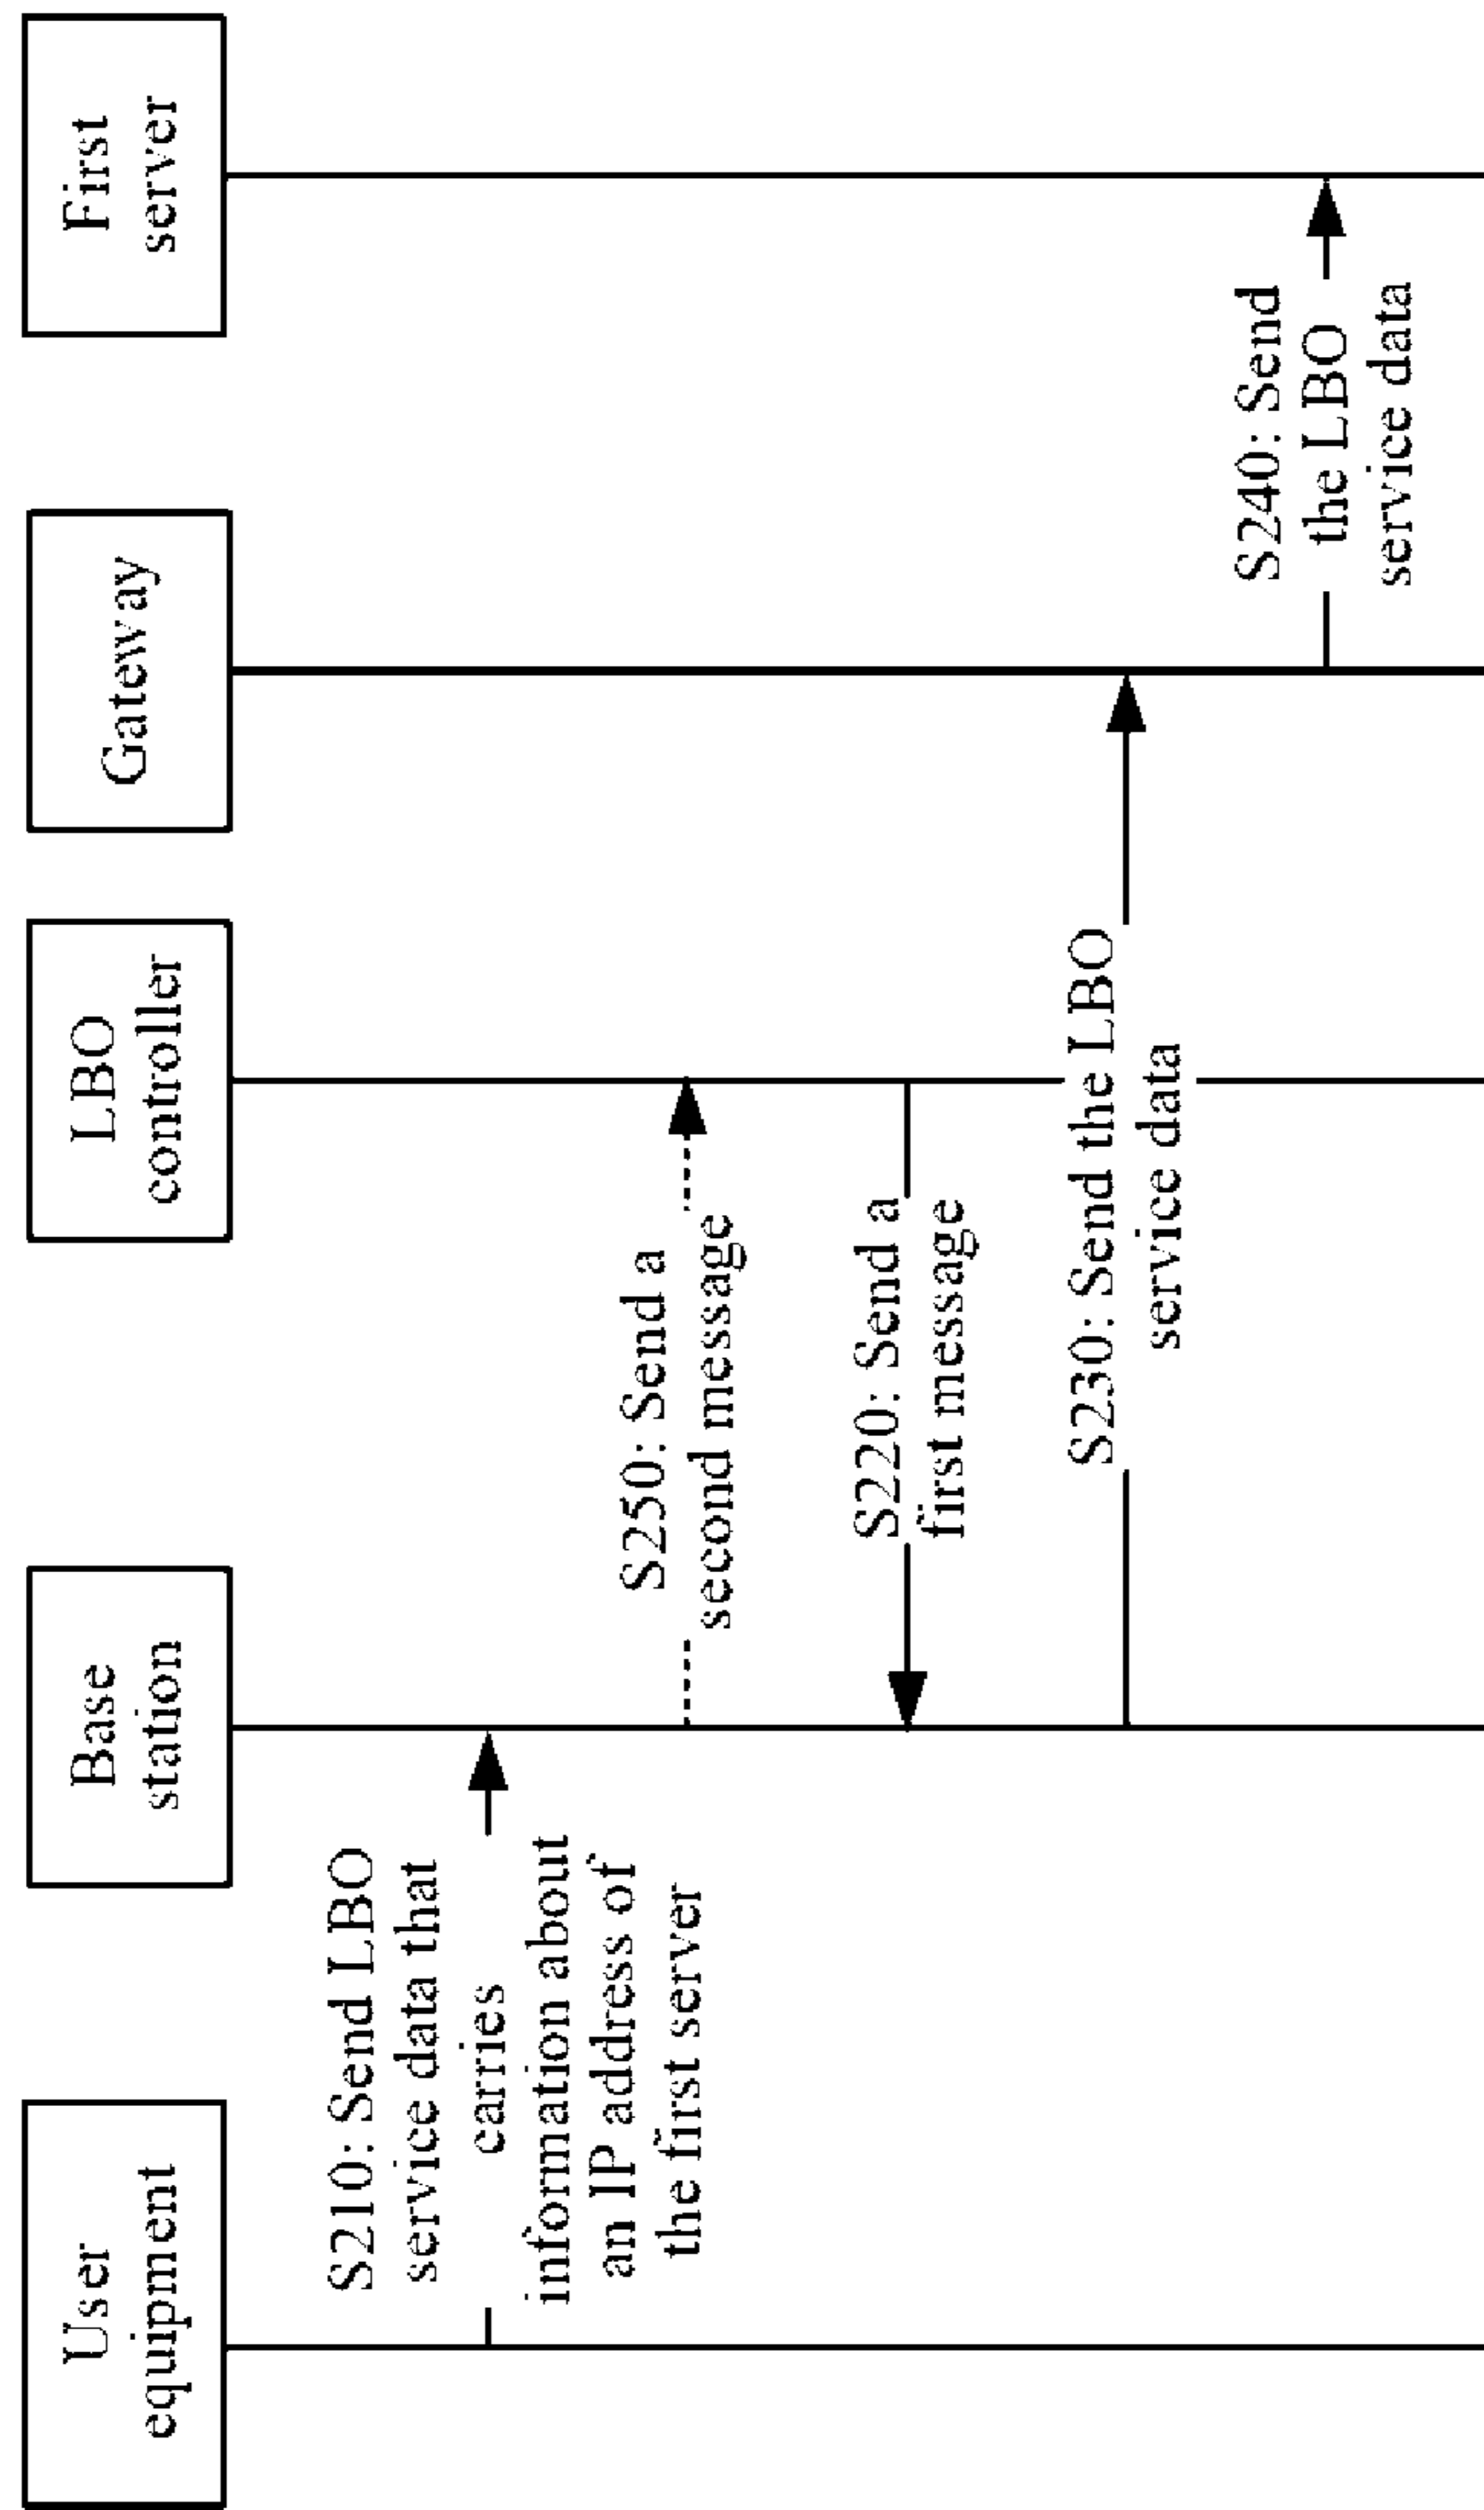 User
equipment
Base
station
LBO
controller
Gateway
First
server
S210: Send LBO
service data that
carries
information about
an IP address of
the first server
S250: Send a
second message
S220: Send a
first message
S230: Send the LBO
service data
S240: Send
the LBO
service data